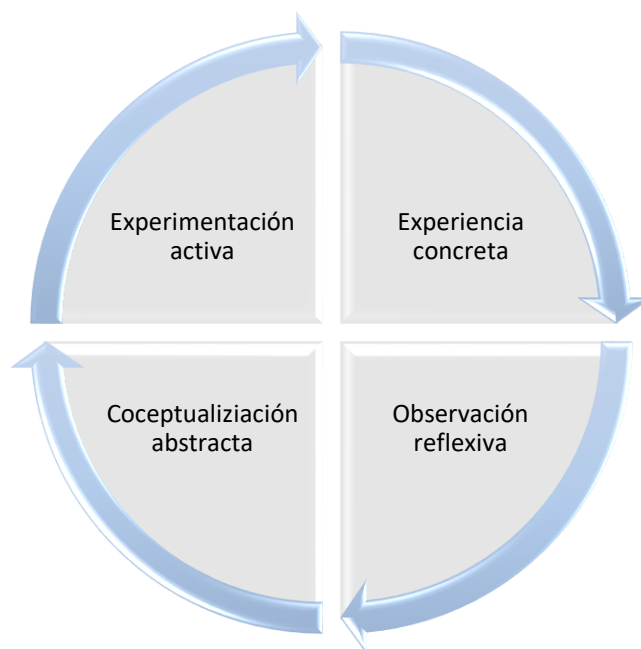 Experimentación
activa
Experiencia
concreta
Coceptualiziación
abstracta
Observación
reflexiva